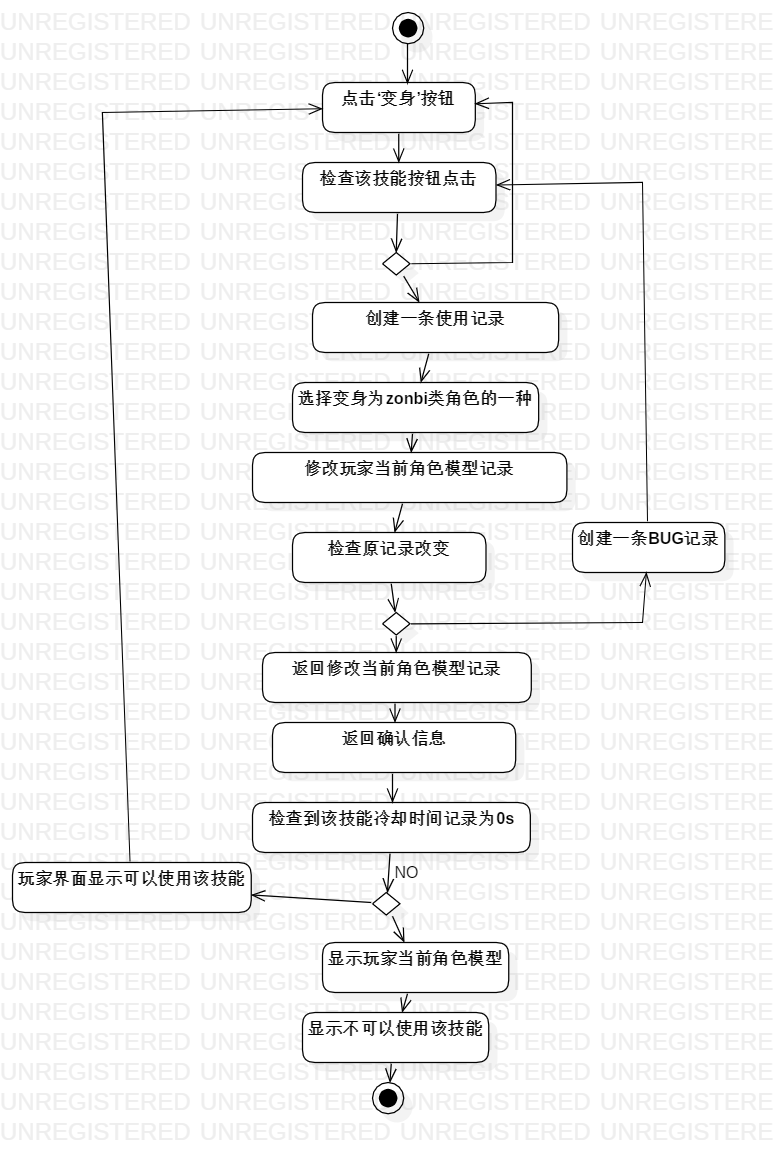 点击'变身'按钮
检查该技能按钮点击
创建一条使用记录
选择变身为zonbi类角色的一种
修改玩家当前角色模型记录
检查原记录改变
创建一条BUG记录
返回修改当前角色模型记录
返回确认信息
检查到该技能冷却时间记录为0s
NO
玩家界面显示可以使用该技能
显示玩家当前角色模型
显示不可以使用该技能
UNREGISTERED